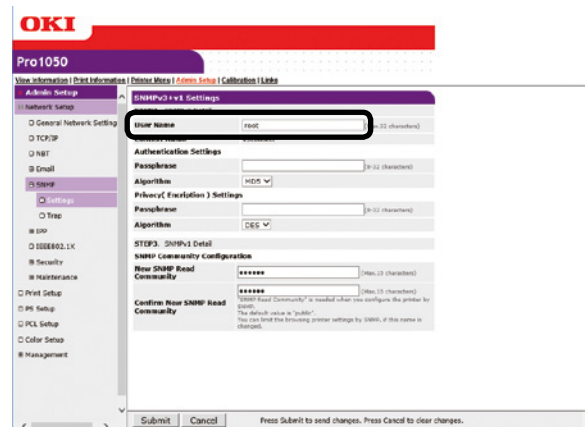 OKI
Pro1050
View Information | Print Information | Printer Menu | Admin Setup | Calibration | Links
Admin Setup
Network Setup
General Network Setting
TCP/IP
NBT
Email
SNMP
Settings
Trap
IPP
IEEE802.1X
Security
Maintenance
Print Setup
PS Setup
PCL Setup
Color Setup
Management
SNMPv3+v1 Settings
User Name root (Max.32 characters)
Authentication Settings
Passphrase (8-32 characters)
Algorithm MD5
Privacy( Encription ) Settings
Passphrase (8-32 characters)
Algorithm DES
STEP3. SNMPv1 Detail
SNMP Community Configuration
New SNMP Read Community ●●●●●● (Max.15 characters)
Confirm New SNMP Read Community ●●●●●● (Max.15 characters)
"SNMP Read Community" is needed when you configure the printer by SNMP.
The default value is "public".
You can limit the browsing printer settings by SNMP, if this name is changed.
Submit Cancel Press Submit to send changes. Press Cancel to clear changes.